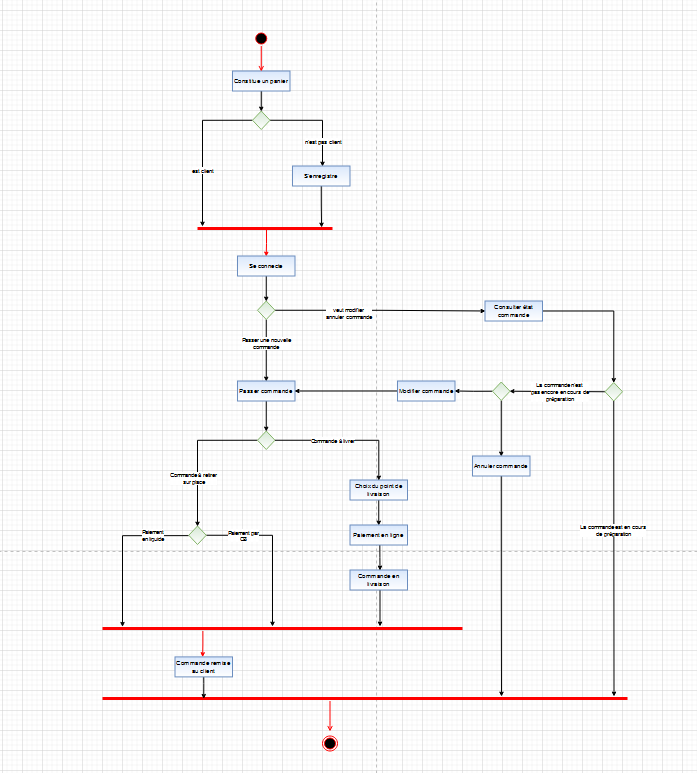 Constitue un panier
n'est pas client
est client
S'enregistre
Se connecte
veut modifier
annuler commande
Consulter état
commande
Passer une nouvelle
commande
Passer commande
Modifier commande
La commande n'est
pas encore en cours de
préparation
Commande à livrer
Annuler commande
Commande à retirer
sur place
Choix du point de
livraison
Paiement
en liquide
Paiement par
CB
Paiement en ligne
La commande est en cours
de préparation
Commande en
livraison
Commande remise
au client